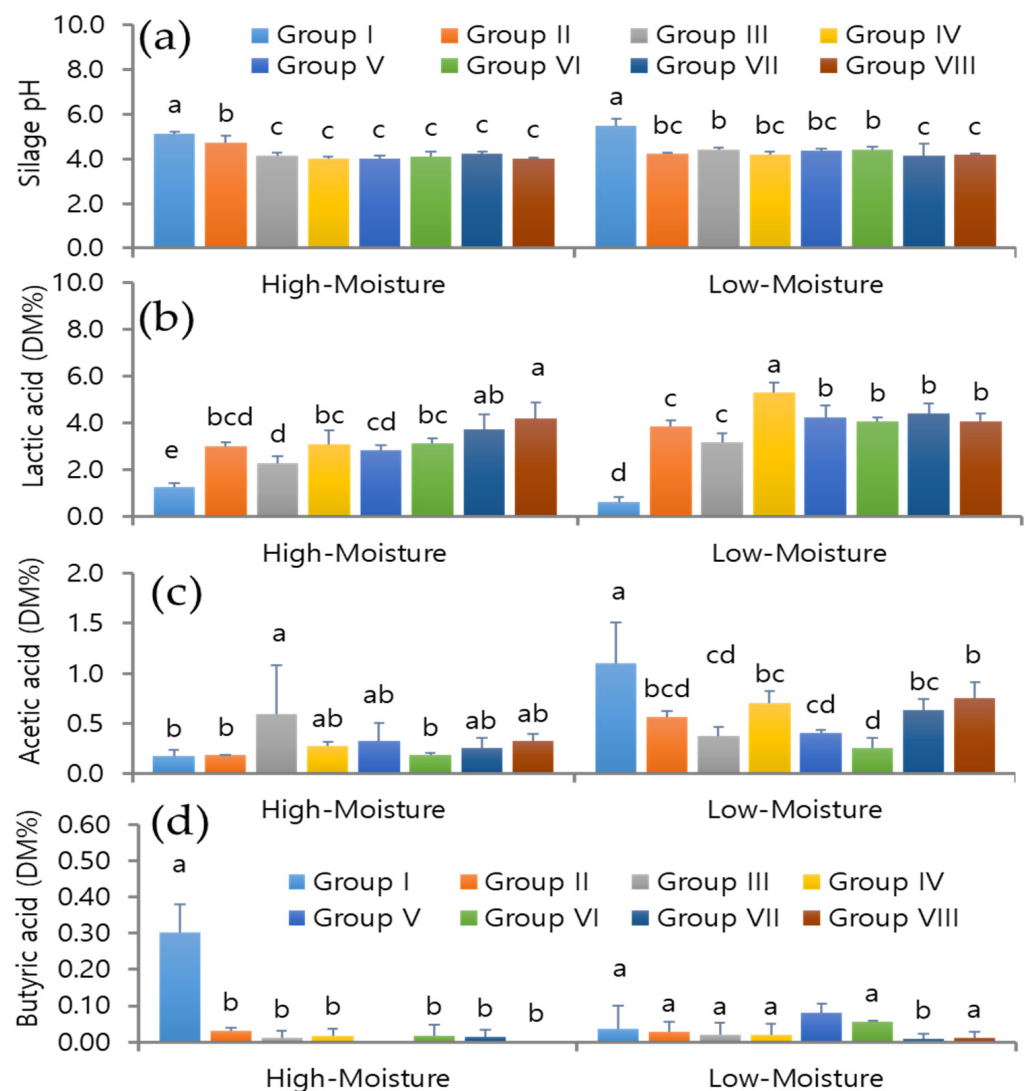 (a)
Group I Group II Group III Group IV
Group V Group VI Group VII Group VIII
Silage pH
10.0
8.0
6.0
4.0
2.0
0.0
a b c c c c c c
a bc b bc bc b c c
High-Moisture Low-Moisture
(b)
Lactic acid (DM%)
10.0
8.0
6.0
4.0
2.0
0.0
e bcd d bc cd bc ab a
d c c a b b b b
High-Moisture Low-Moisture
(c)
Acetic acid (DM%)
2.0
1.5
1.0
0.5
0.0
b b a ab ab b ab ab
a bcd cd bc cd d bc b
High-Moisture Low-Moisture
(d)
Butyric acid (DM%)
0.60
0.50
0.40
0.30
0.20
0.10
0.00
Group I Group II Group III Group IV
Group V Group VI Group VII Group VIII
a b b b b b b
a a a a a b a
High-Moisture Low-Moisture